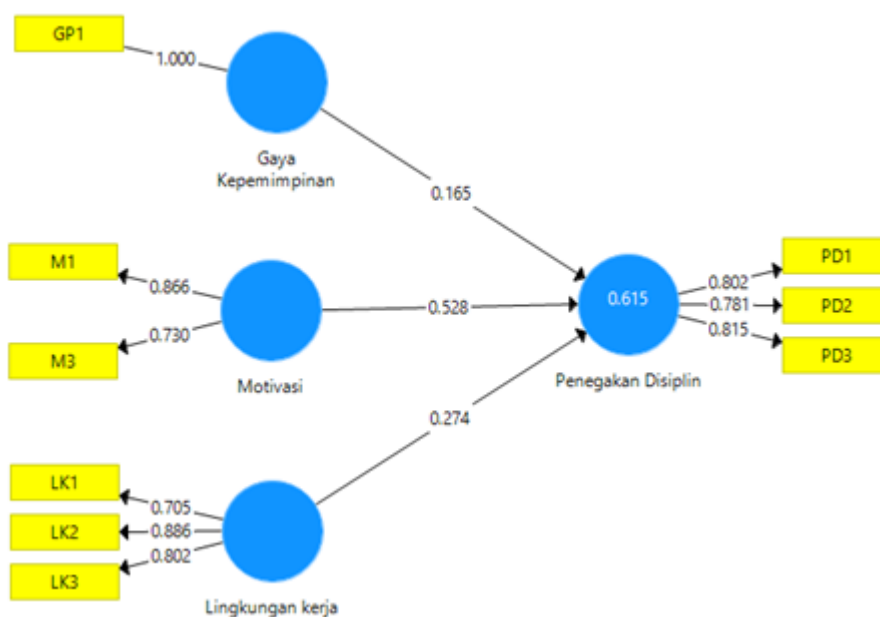 GP1
1.000
Gaya
Kepemimpinan
0.165
M1
0.866
M3
0.730
Motivasi
0.528
0.615
Penegakan Disiplin
PD1
0.802
PD2
0.781
PD3
0.815
0.274
LK1
0.705
LK2
0.886
LK3
0.802
Lingkungan kerja